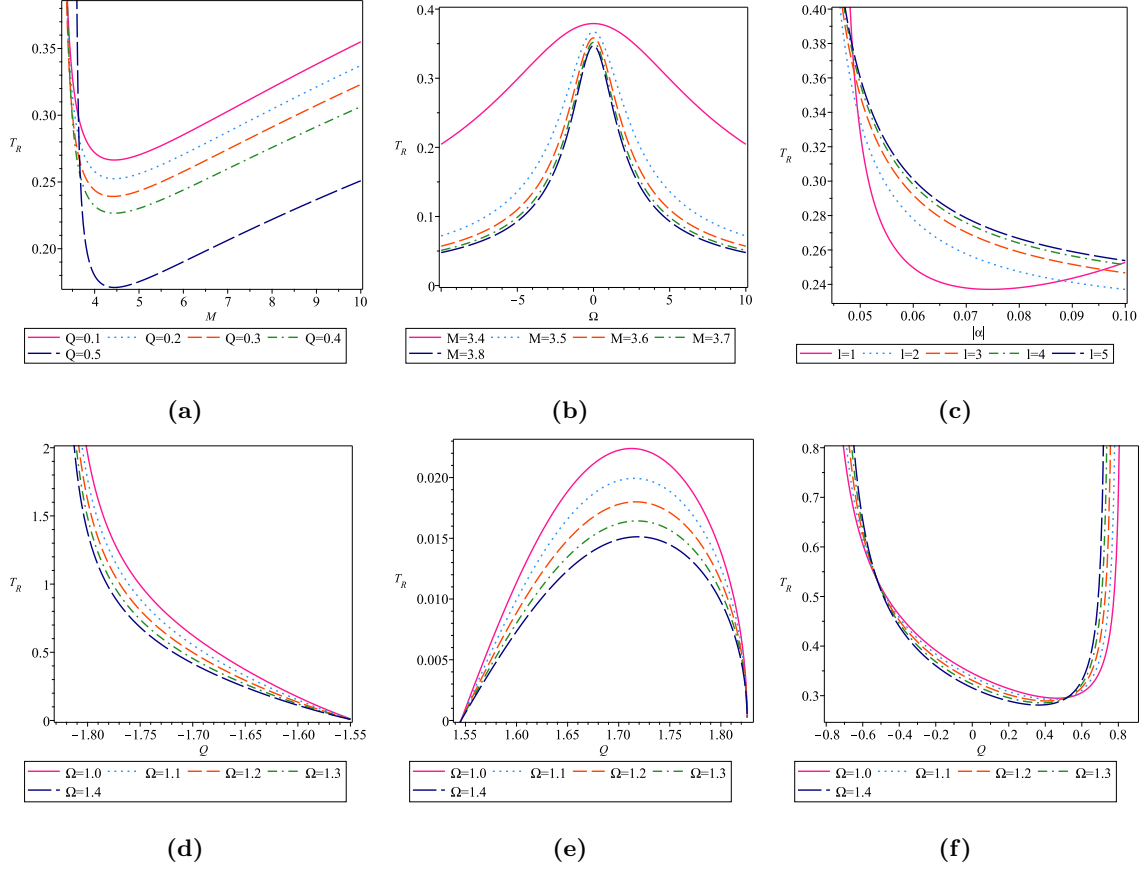 0.35
0.30
T_R
0.25
0.20
4 5 6 7 8 9 10
M
Q=0.1 Q=0.2 Q=0.3 Q=0.4
Q=0.5
(a)
0.4
0.3
T_R
0.2
0.1
0
−5 0 5 10
Ω
M=3.4 M=3.5 M=3.6 M=3.7
M=3.8
(b)
0.40
0.38
0.36
0.34
0.32
T_R
0.30
0.28
0.26
0.24
0.05 0.06 0.07 0.08 0.09 0.10
|α|
l=1 l=2 l=3 l=4 l=5
(c)
2
1.5
T_R
1
0.5
0
−1.80 −1.75 −1.70 −1.65 −1.60 −1.55
Q
Ω=1.0 Ω=1.1 Ω=1.2 Ω=1.3
Ω=1.4
(d)
0.020
0.015
T_R
0.010
0.005
0
1.55 1.60 1.65 1.70 1.75 1.80
Q
Ω=1.0 Ω=1.1 Ω=1.2 Ω=1.3
Ω=1.4
(e)
0.8
0.7
0.6
T_R
0.5
0.4
0.3
−0.8 −0.6 −0.4 −0.2 0 0.2 0.4 0.6 0.8
Q
Ω=1.0 Ω=1.1 Ω=1.2 Ω=1.3
Ω=1.4
(f)